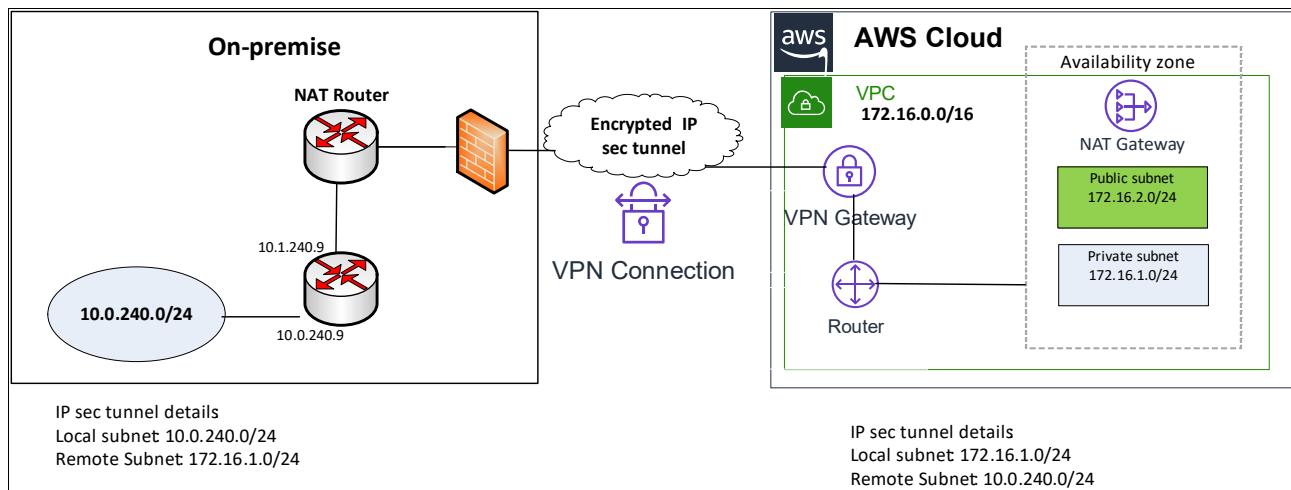 On-premise
NAT Router
10.1.240.9
10.0.240.0/24
10.0.240.9
Encrypted IP
sec tunnel
VPN Connection
aws
AWS Cloud
VPC
172.16.0.0/16
VPN Gateway
Router
Availability zone
NAT Gateway
Public subnet
172.16.2.0/24
Private subnet
172.16.1.0/24
IP sec tunnel details
Local subnet: 10.0.240.0/24
Remote Subnet: 172.16.1.0/24
IP sec tunnel details
Local subnet: 172.16.1.0/24
Remote Subnet: 10.0.240.0/24